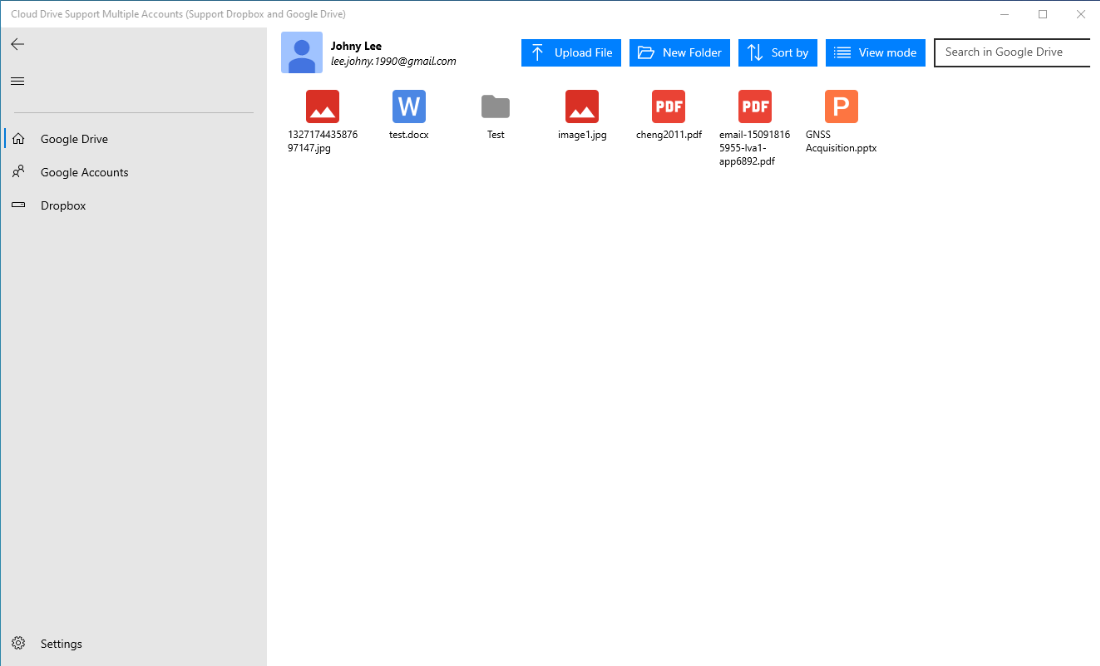 Cloud Drive Support Multiple Accounts (Support Dropbox and Google Drive)
Johny Lee
lee.johny.1990@gmail.com
Upload File
New Folder
Sort by
View mode
Search in Google Drive
Google Drive
Google Accounts
Dropbox
Settings
W
PDF
PDF
P
1327174435876
97147.jpg
test.docx
Test
image1.jpg
cheng2011.pdf
email-15091816
5955-lva1-
app6892.pdf
GNSS
Acquisition.pptx